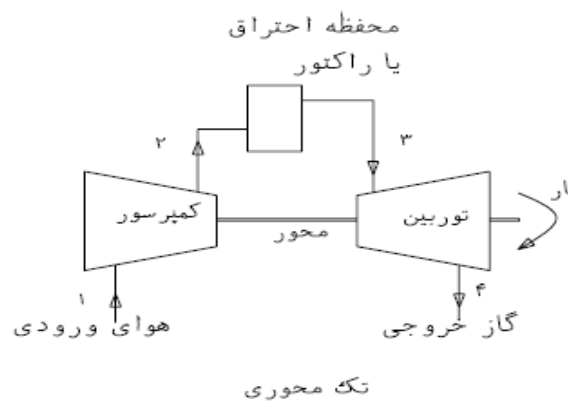 محفظه احتراق
یا راکتور
۲
۳
کمپرسور
محور
توربین
۱
۴
هوای ورودی
گاز خروجی
تک محوری